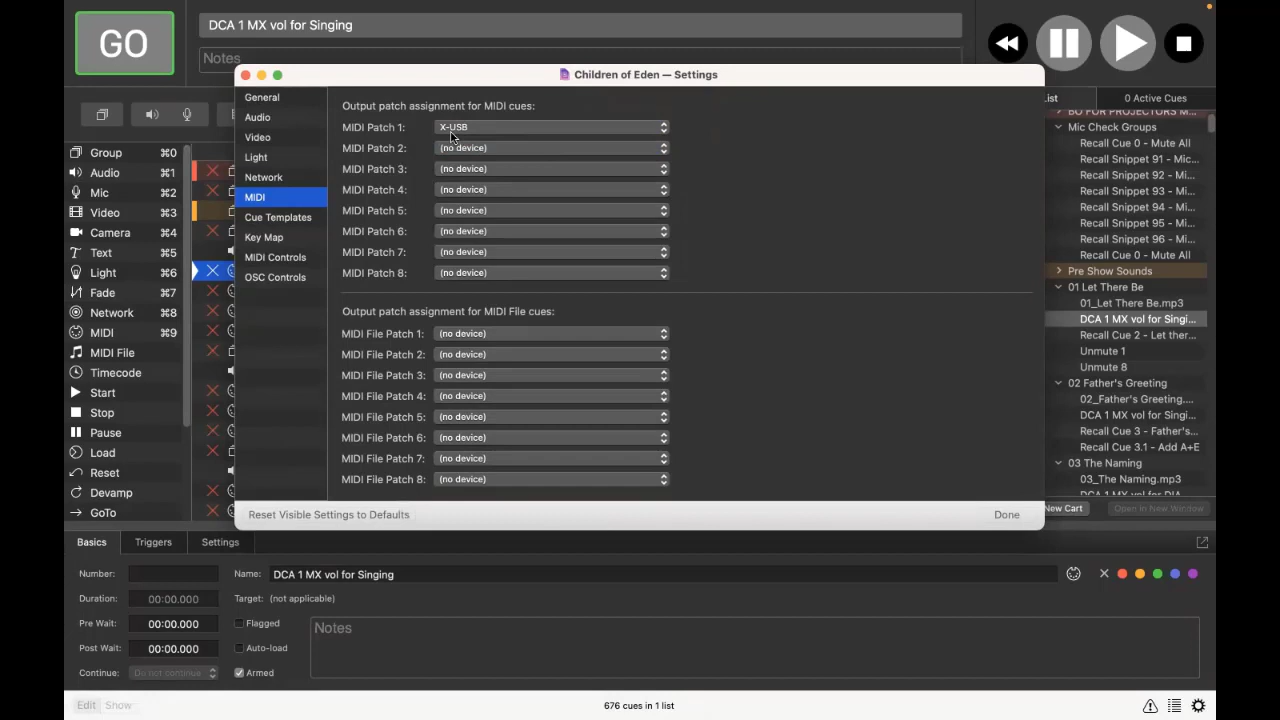 GO
DCA 1 MX vol for Singing
Notes
Children of Eden — Settings
General
Audio
Video
Light
Network
MIDI
Cue Templates
Key Map
MIDI Controls
OSC Controls
Output patch assignment for MIDI cues:
MIDI Patch 1: X-USB
MIDI Patch 2: (no device)
MIDI Patch 3: (no device)
MIDI Patch 4: (no device)
MIDI Patch 5: (no device)
MIDI Patch 6: (no device)
MIDI Patch 7: (no device)
MIDI Patch 8: (no device)
Output patch assignment for MIDI File cues:
MIDI File Patch 1: (no device)
MIDI File Patch 2: (no device)
MIDI File Patch 3: (no device)
MIDI File Patch 4: (no device)
MIDI File Patch 5: (no device)
MIDI File Patch 6: (no device)
MIDI File Patch 7: (no device)
MIDI File Patch 8: (no device)
Reset Visible Settings to Defaults
Done
Group ⌘0
Audio ⌘1
Mic ⌘2
Video ⌘3
Camera ⌘4
Text ⌘5
Light ⌘6
Fade ⌘7
Network ⌘8
MIDI ⌘9
MIDI File
Timecode
Start
Stop
Pause
Load
Reset
Devamp
GoTo
List
0 Active Cues
BO FOR PROJECTORS M...
Mic Check Groups
Recall Cue 0 - Mute All
Recall Snippet 91 - Mic...
Recall Snippet 92 - Mi...
Recall Snippet 93 - Mi...
Recall Snippet 94 - Mi...
Recall Snippet 95 - Mi...
Recall Snippet 96 - Mi...
Recall Cue 0 - Mute All
Pre Show Sounds
01 Let There Be
01_Let There Be.mp3
DCA 1 MX vol for Singi...
Recall Cue 2 - Let ther...
Unmute 1
Unmute 8
02 Father's Greeting
02_Father's Greeting....
DCA 1 MX vol for Singi...
Recall Cue 3 - Father's...
Recall Cue 3.1 - Add A+E
03 The Naming
03_The Naming.mp3
DCA 1 MX vol for DIA
New Cart
Open in New Window
Basics
Triggers
Settings
Number:
Name: DCA 1 MX vol for Singing
Duration: 00:00.000
Target: (not applicable)
Pre Wait: 00:00.000
Flagged
Notes
Post Wait: 00:00.000
Auto-load
Continue: Do not continue
Armed
Edit
Show
676 cues in 1 list